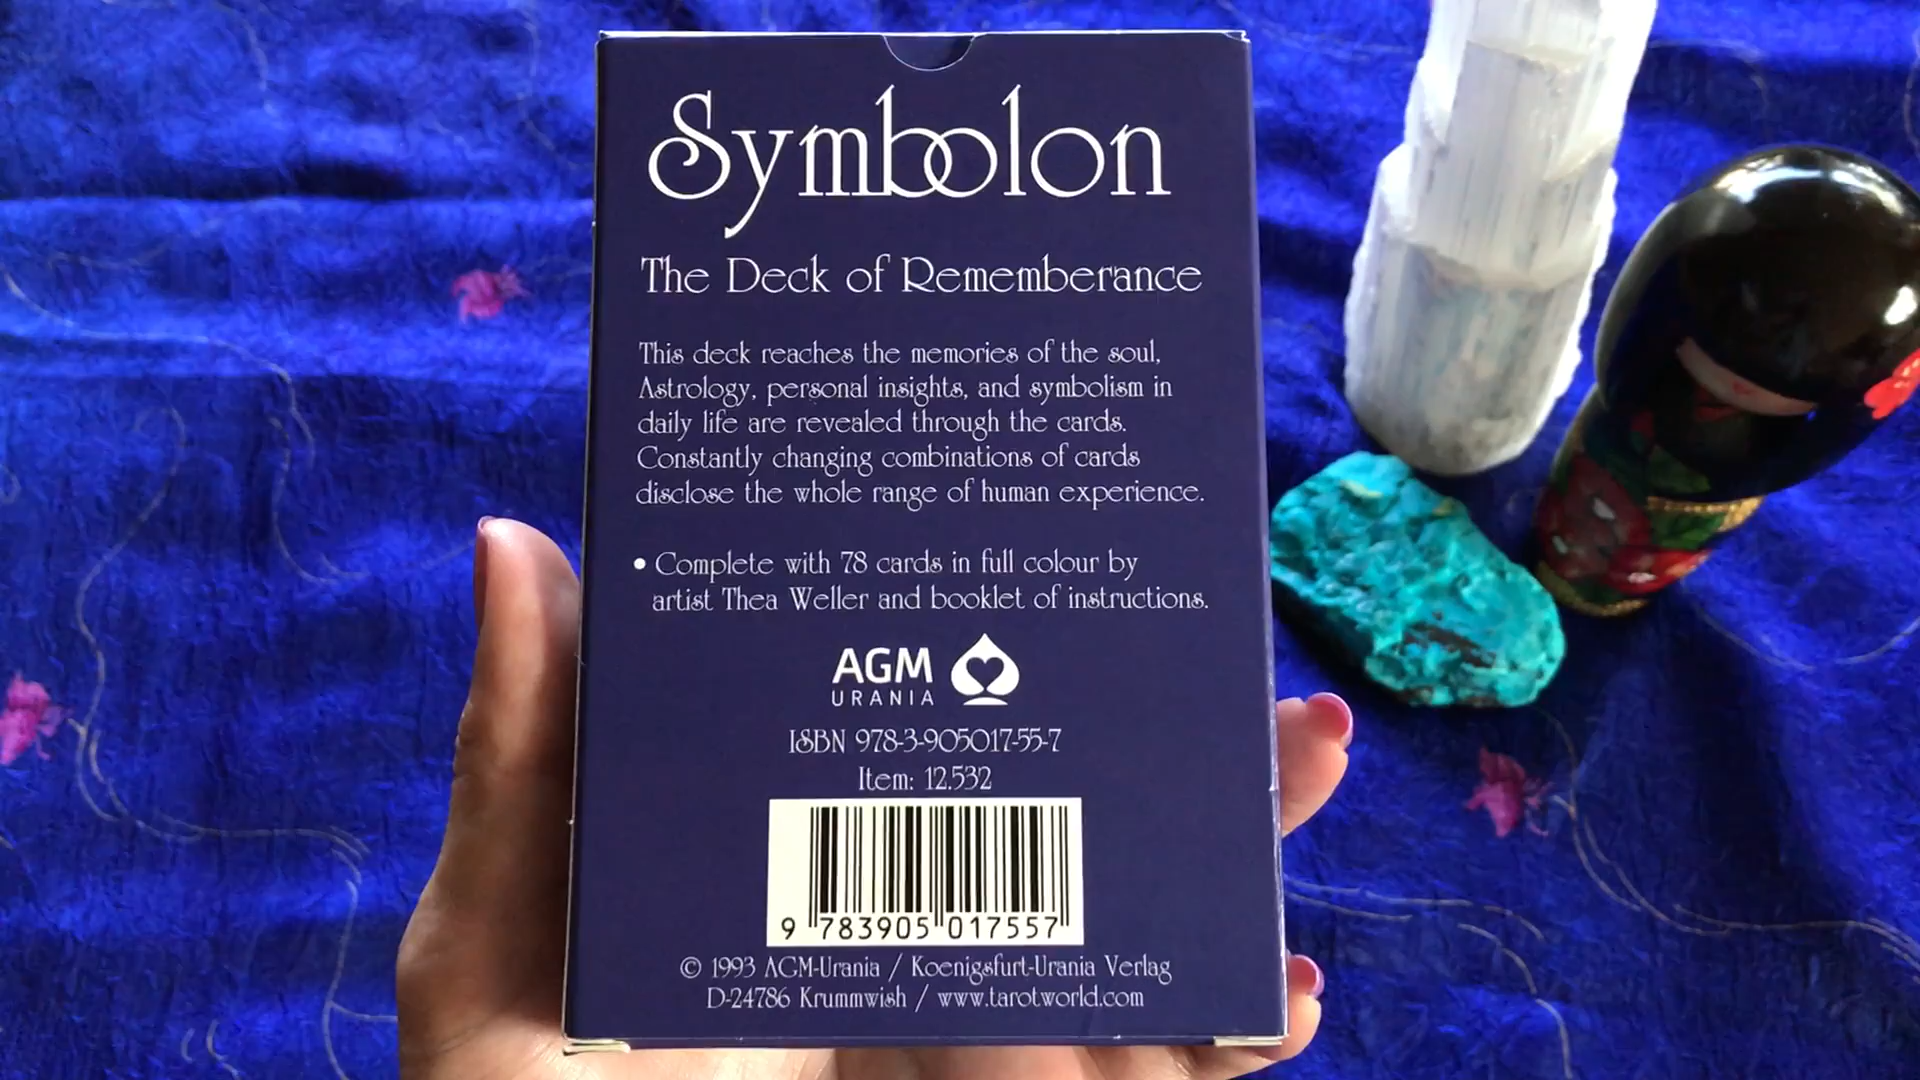 Symbolon
The Deck of Rememberance
This deck reaches the memories of the soul,
Astrology, personal insights, and symbolism in
daily life are revealed through the cards.
Constantly changing combinations of cards
disclose the whole range of human experience.
• Complete with 78 cards in full colour by
artist Thea Weller and booklet of instructions.
AGM
URANIA
ISBN 978-3-905017-55-7
Item: 12.532
9 783905 017557
© 1993 AGM-Urania / Koenigsfurt-Urania Verlag
D-24786 Krummwish / www.tarotworld.com